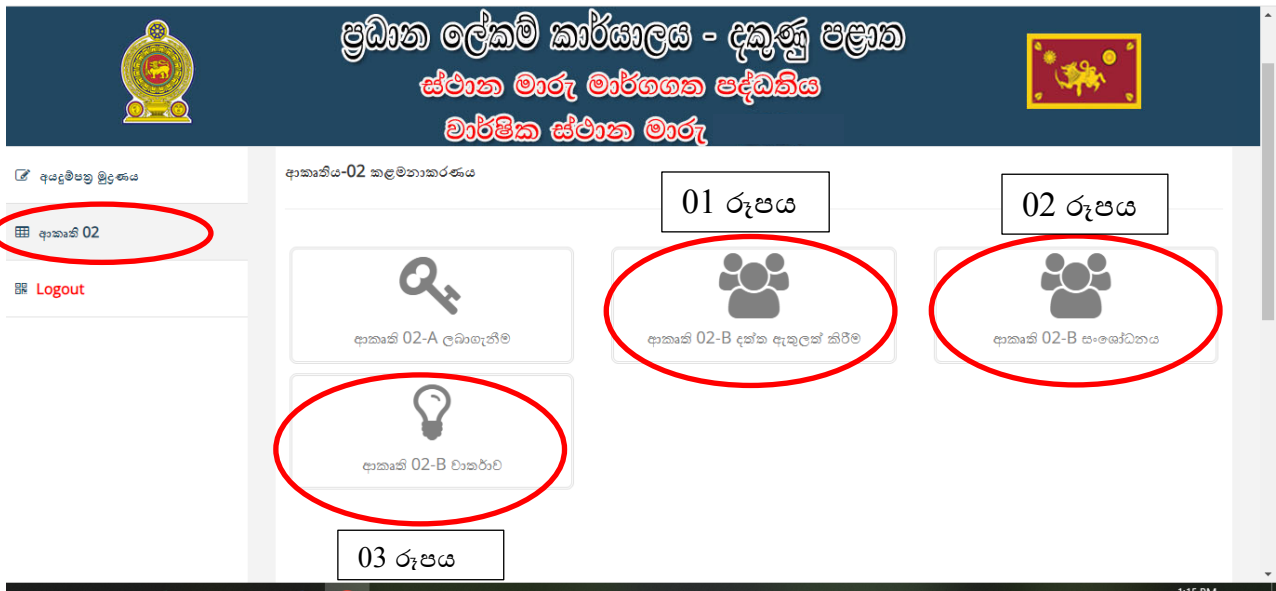 ප්‍රධාන ලේකම් කාර්යාලය - දකුණු පළාත
ස්ථාන මාරු මාර්ගගත පද්ධතිය
වාර්ෂික ස්ථාන මාරු
අයදුම්පත්‍ර මුද්‍රණය
ආකෘති 02
Logout
ආකෘතිය-02 කළමනාකරණය
01 රූපය
02 රූපය
ආකෘති 02-A ලබාගැනීම
ආකෘති 02-B දත්ත ඇතුලත් කිරීම
ආකෘති 02-B සංශෝධනය
ආකෘති 02-B වාර්තාව
03 රූපය